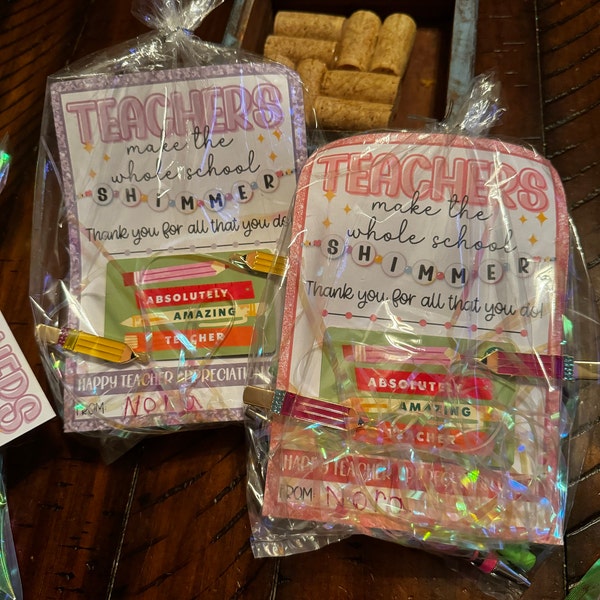 TEACHERS
make the
whole school
SHIMMER
Thank you for all that you do!
ABSOLUTELY
AMAZING
TEACHER
HAPPY TEACHER APPRECIATION
FROM: Nora
TEACHERS
make the
whole school
SHIMMER
Thank you for all that you do!
ABSOLUTELY
AMAZING
TEACHER
HAPPY TEACHER
FROM: Nora
HERS